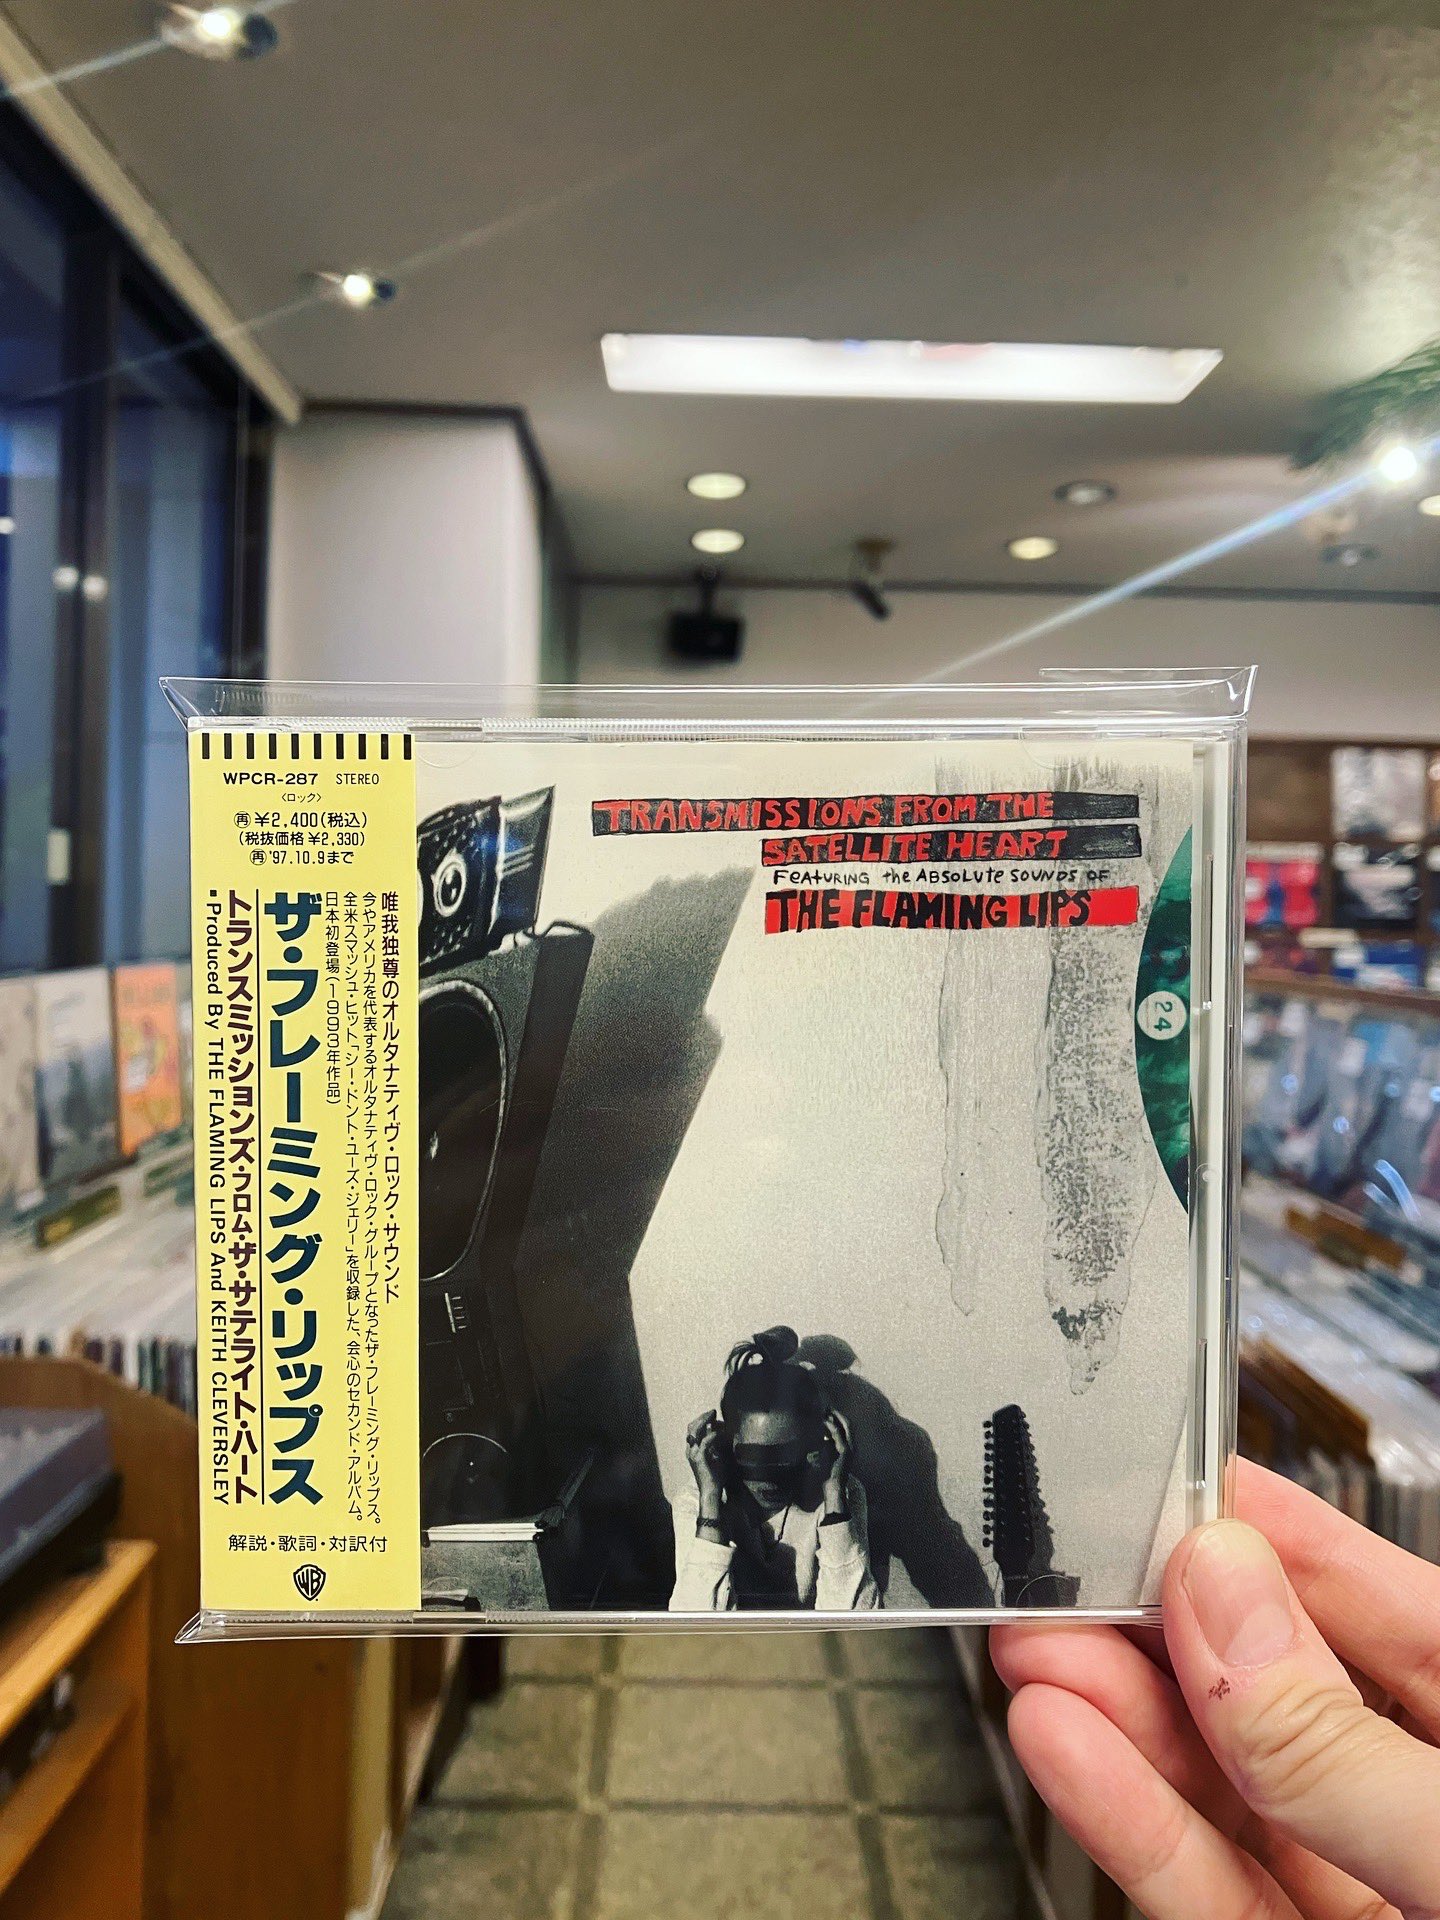 WPCR-287 STEREO
〈ロック〉
再¥2,400(税込)
(税抜価格¥2,330)
再'97.10.9まで
唯我独尊のオルタナティヴ・ロック・サウンド
今やアメリカを代表するオルタナティヴ・ロック・グループとなったザ・フレーミング・リップス。
全米スマッシュ・ヒット「シー・ドント・ユーズ・ジェリー」を収録した、会心のセカンド・アルバム。
日本初登場(1993年作品)
ザ・フレーミング・リップス
トランスミッションズ・フロム・ザ・サテライト・ハート
・Produced By THE FLAMING LIPS And KEITH CLEVERSLEY
解説・歌詞・対訳付
WB
TRANSMISSIONS FROM THE
SATELLITE HEART
FEATURING the ABSOLUTE SOUNDS OF
THE FLAMING LIPS
24